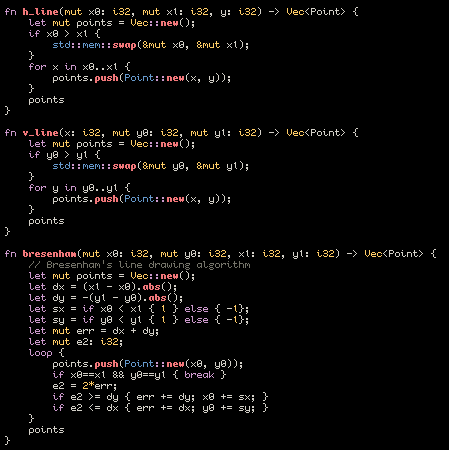 fn h_line(mut x0: i32, mut x1: i32, y: i32) -> Vec<Point> {
    let mut points = Vec::new();
    if x0 > x1 {
        std::mem::swap(&mut x0, &mut x1);
    }
    for x in x0..x1 {
        points.push(Point::new(x, y));
    }
    points
}
fn v_line(x: i32, mut y0: i32, mut y1: i32) -> Vec<Point> {
    let mut points = Vec::new();
    if y0 > y1 {
        std::mem::swap(&mut y0, &mut y1);
    }
    for y in y0..y1 {
        points.push(Point::new(x, y));
    }
    points
}
fn bresenham(mut x0: i32, mut y0: i32, x1: i32, y1: i32) -> Vec<Point> {
    // Bresenham's line drawing algorithm
    let mut points = Vec::new();
    let dx = (x1 - x0).abs();
    let dy = -(y1 - y0).abs();
    let sx = if x0 < x1 { 1 } else { -1};
    let sy = if y0 < y1 { 1 } else { -1};
    let mut err = dx + dy;
    let mut e2: i32;
    loop {
        points.push(Point::new(x0, y0));
        if x0==x1 && y0==y1 { break }
        e2 = 2*err;
        if e2 >= dy { err += dy; x0 += sx; }
        if e2 <= dx { err += dx; y0 += sy; }
    }
    points
}